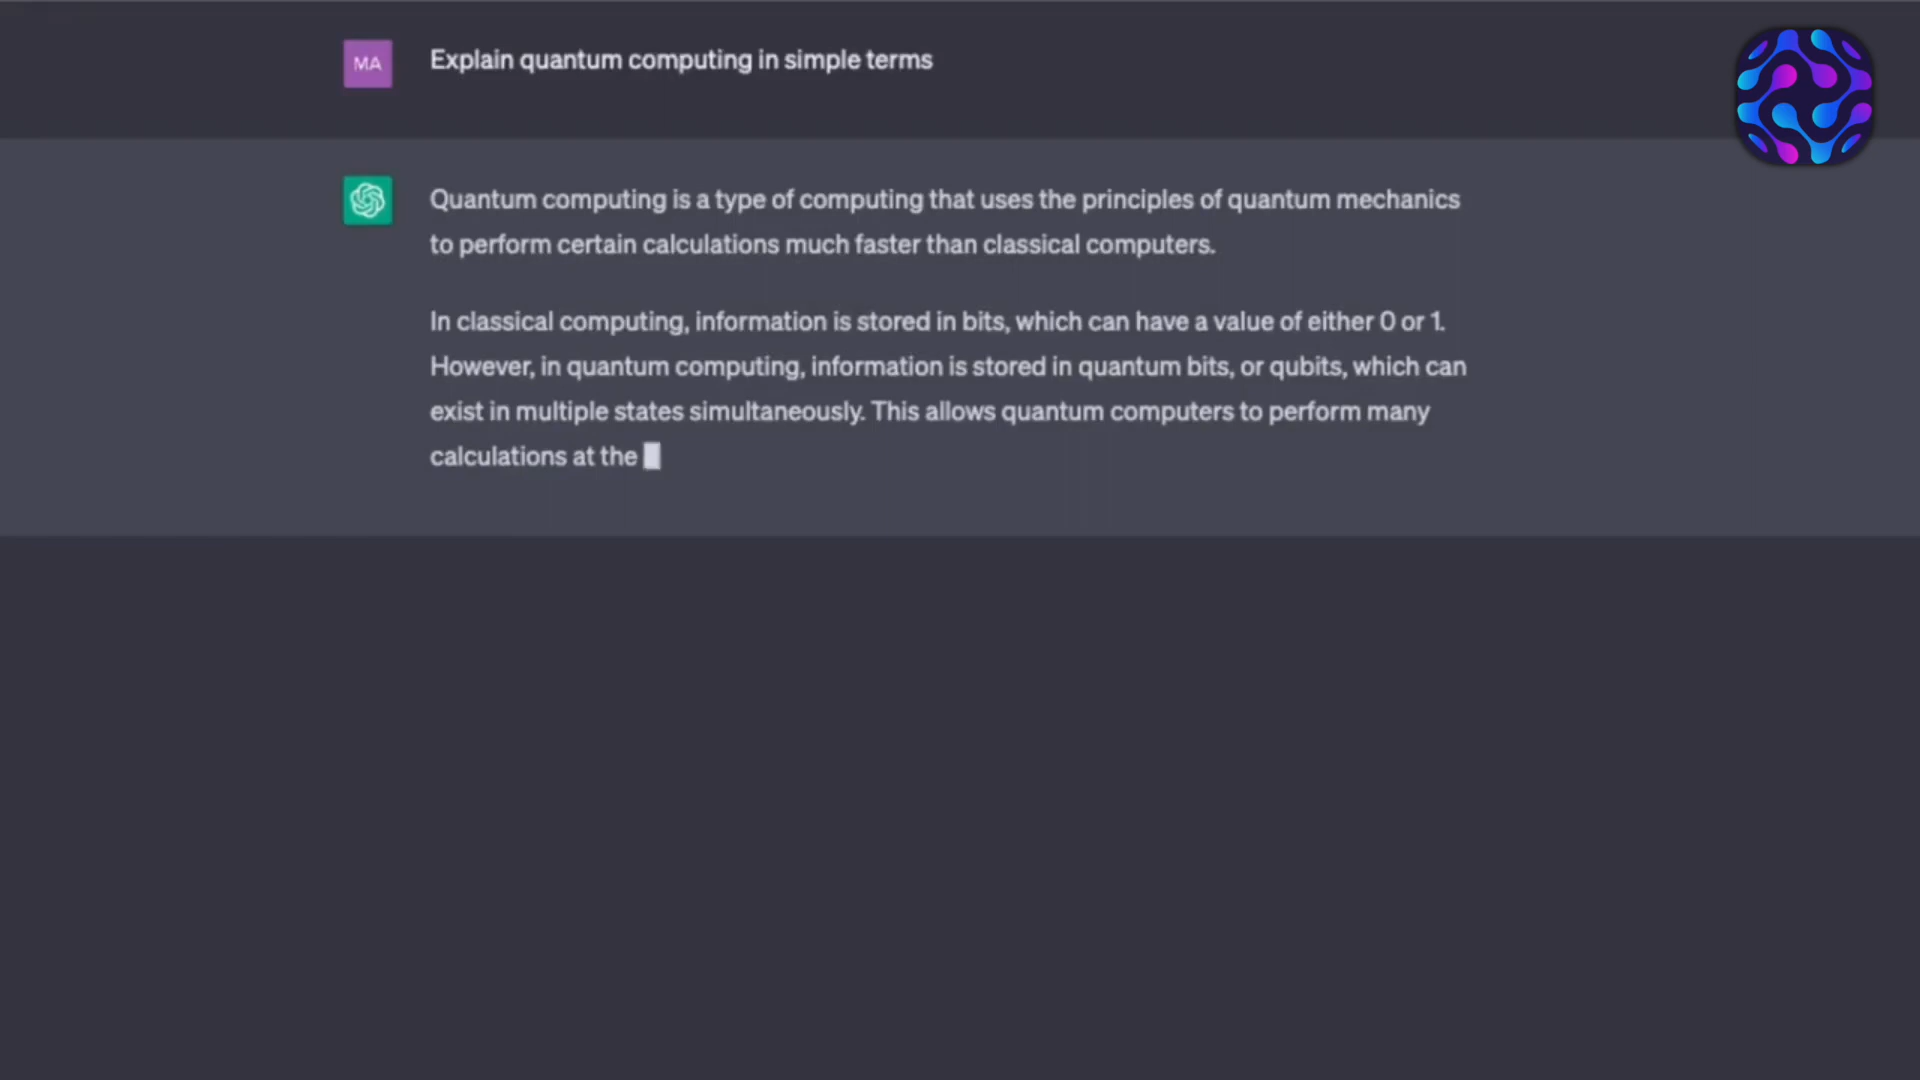 MA
Explain quantum computing in simple terms
Quantum computing is a type of computing that uses the principles of quantum mechanics
to perform certain calculations much faster than classical computers.
In classical computing, information is stored in bits, which can have a value of either 0 or 1.
However, in quantum computing, information is stored in quantum bits, or qubits, which can
exist in multiple states simultaneously. This allows quantum computers to perform many
calculations at the